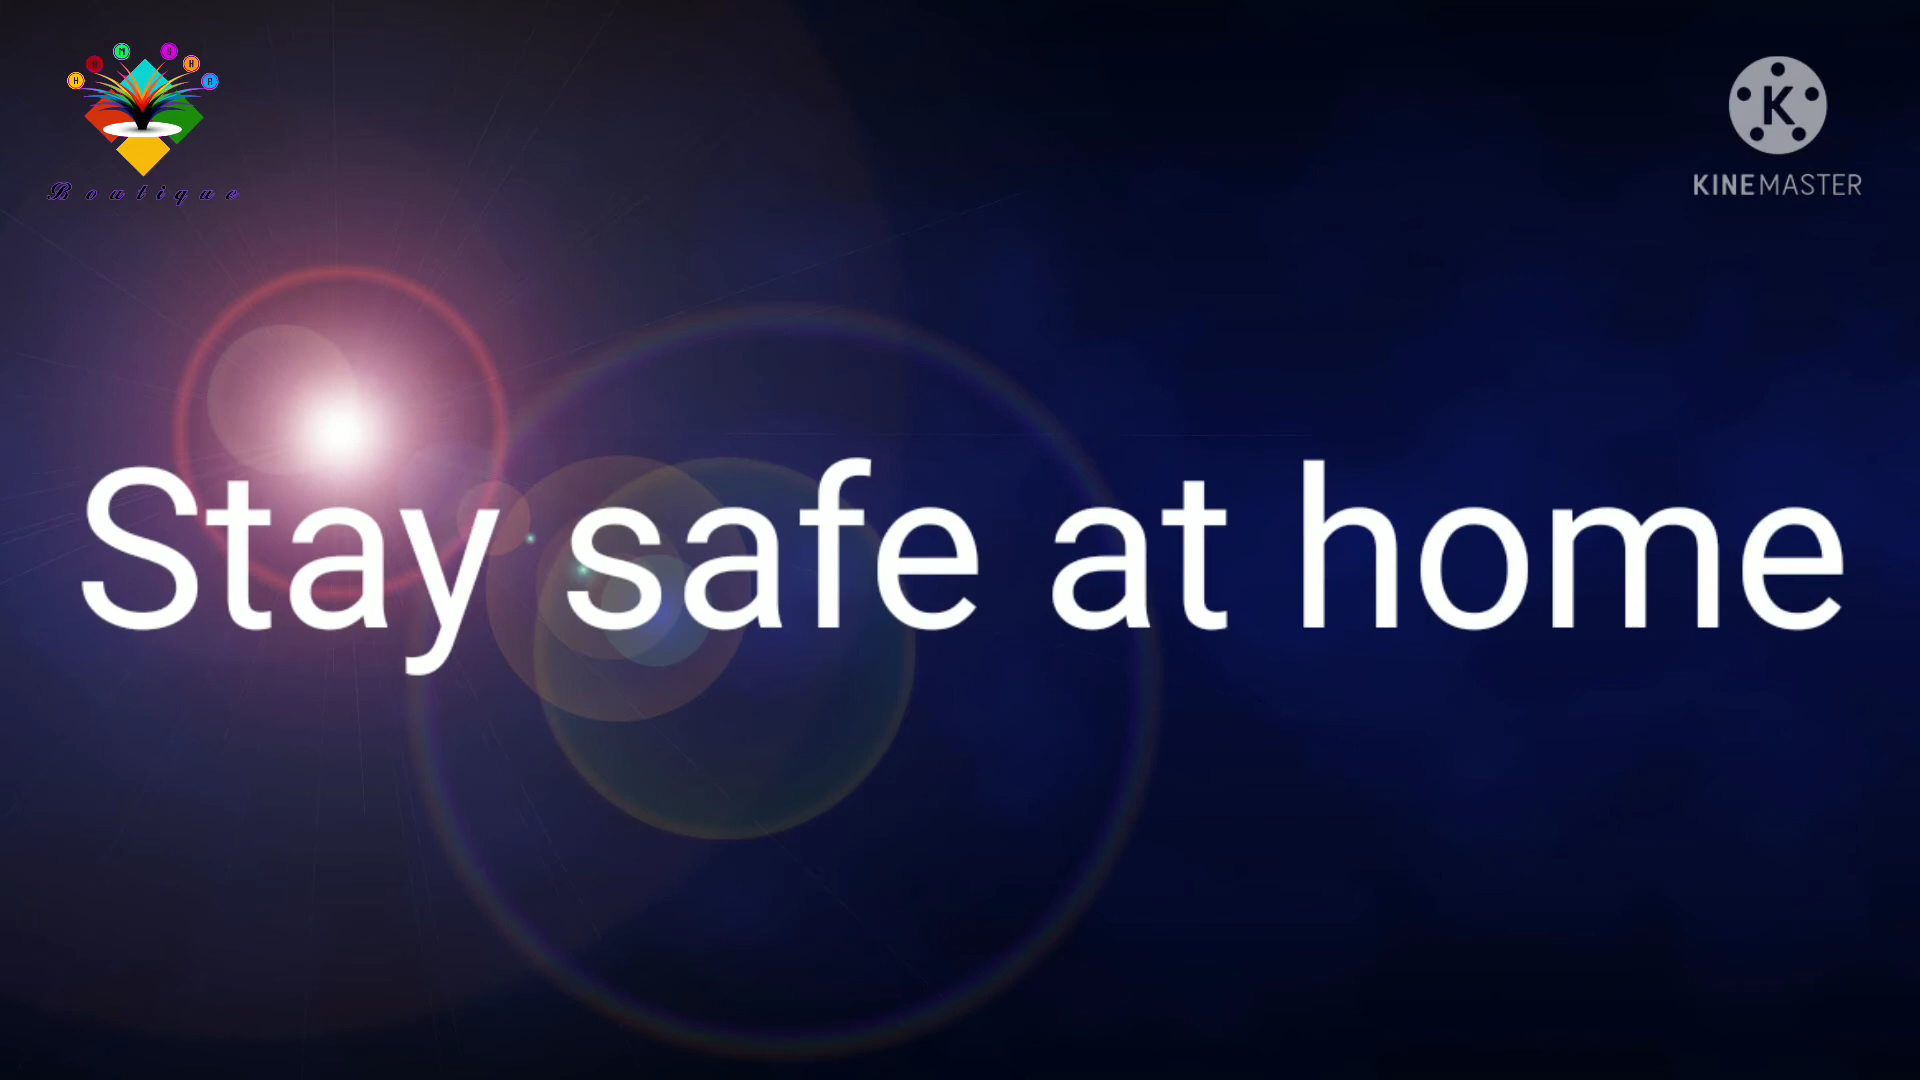 H A M S H A
Boutique
K
KINEMASTER
Stay safe at home